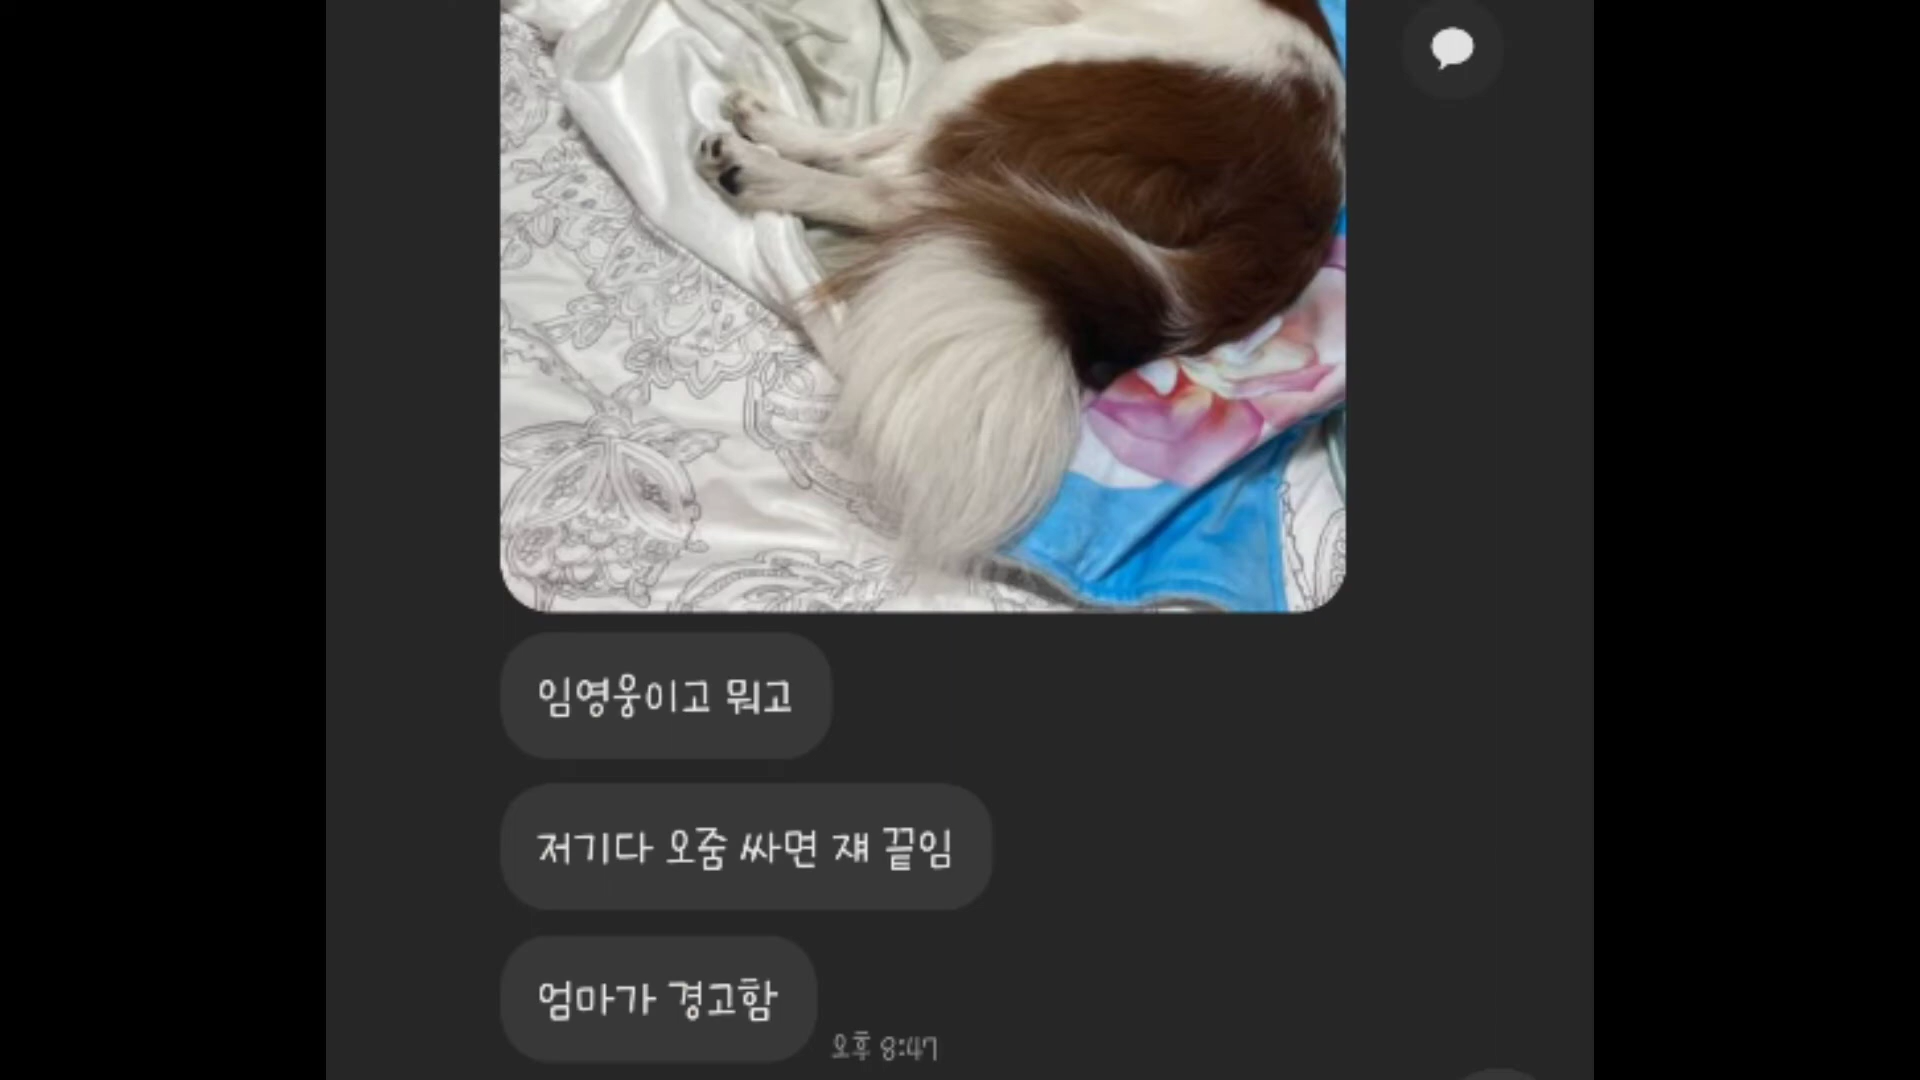 임영웅이고 뭐고
저기다 오줌 싸면 쟤 끝임
엄마가 경고함
오후 8:47